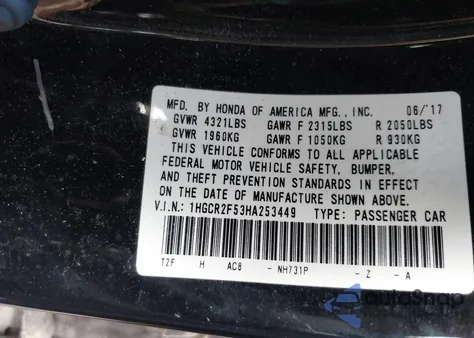 MFD. BY HONDA OF AMERICA MFG., INC. 06/'17
GVWR 4321LBS GAWR F 2315LBS R 2050LBS
GVWR 1960KG GAWR F 1050KG R 930KG
THIS VEHICLE CONFORMS TO ALL APPLICABLE
FEDERAL MOTOR VEHICLE SAFETY, BUMPER,
AND THEFT PREVENTION STANDARDS IN EFFECT
ON THE DATE OF MANUFACTURE SHOWN ABOVE.
V.I.N.: 1HGCR2F53HA253449 TYPE: PASSENGER CAR
T2F H AC8 - NH731P - Z - A
AutoSnap